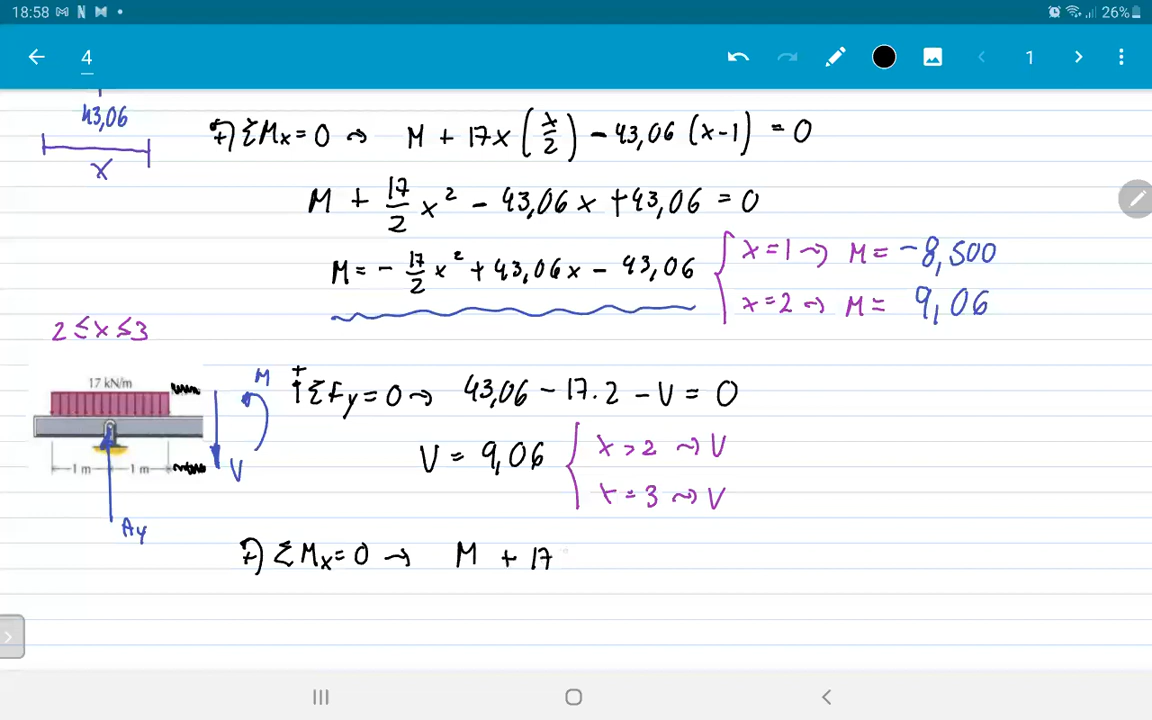 18:58
26%
4
1
43,06
x
+) ΣMx = 0 → M + 17x (x/2) - 43,06 (x-1) = 0
M + 17/2 x² - 43,06x + 43,06 = 0
M = - 17/2 x² + 43,06x - 43,06
x = 1 → M = -8,500
x = 2 → M = 9,06
2 ≤ x ≤ 3
17 kN/m
M
V
1 m
1 m
Ay
+↑ΣFy = 0 → 43,06 - 17.2 - V = 0
V = 9,06
x > 2 → V
x = 3 → V
+) ΣMx = 0 → M + 17